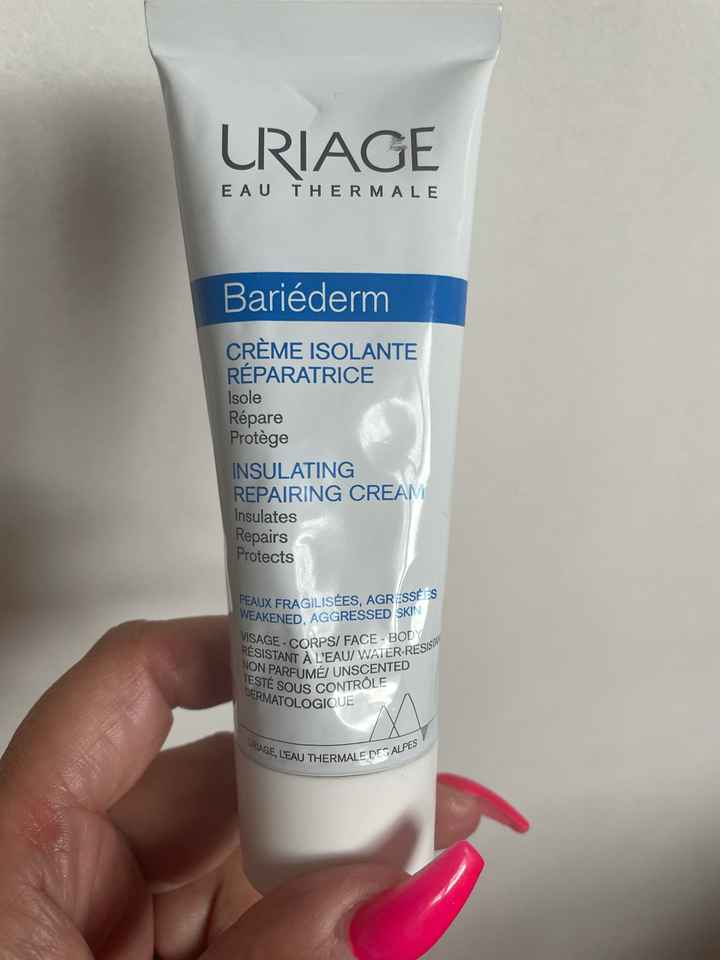 URIAGE
EAU THERMALE
Bariéderm
CRÈME ISOLANTE
RÉPARATRICE
Isole
Répare
Protège
INSULATING
REPAIRING CREAM
Insulates
Repairs
Protects
PEAUX FRAGILISÉES, AGRESSÉES
WEAKENED, AGGRESSED SKIN
VISAGE - CORPS/ FACE - BODY
RÉSISTANT À L'EAU/ WATER-RESISTAN
NON PARFUMÉ/ UNSCENTED
TESTÉ SOUS CONTRÔLE
DERMATOLOGIQUE
URIAGE, L'EAU THERMALE DES ALPES